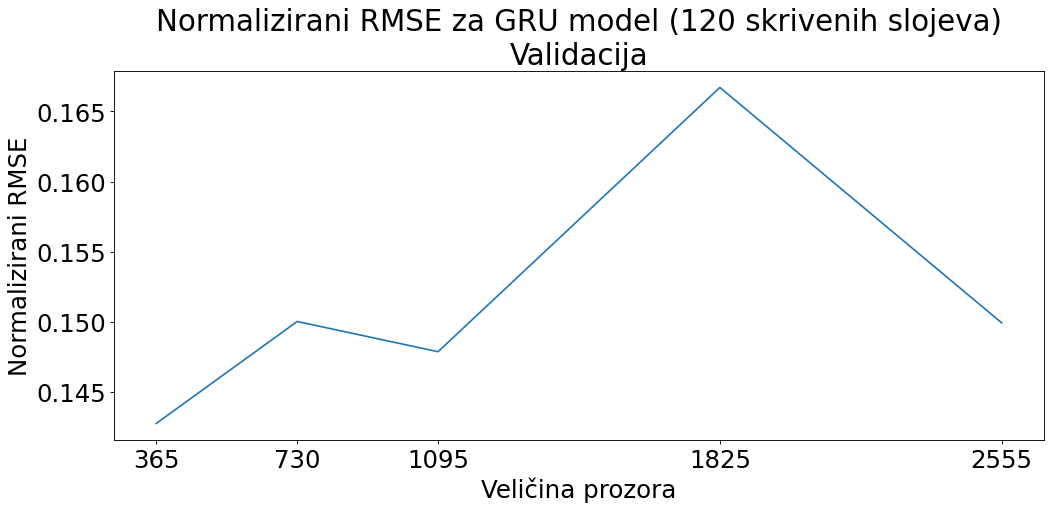 Normalizirani RMSE za GRU model (120 skrivenih slojeva)
Validacija
Normalizirani RMSE
0.165
0.160
0.155
0.150
0.145
365 730 1095 1825 2555
Veličina prozora